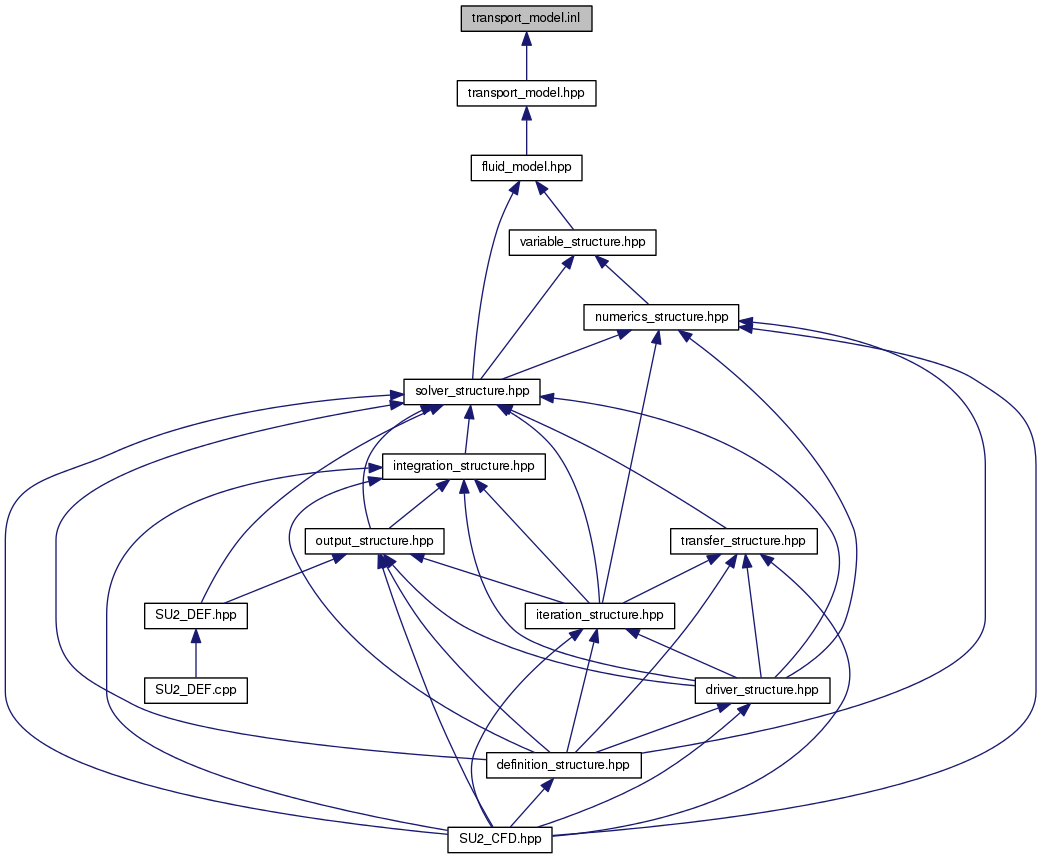 transport_model.inl
transport_model.hpp
fluid_model.hpp
variable_structure.hpp
numerics_structure.hpp
solver_structure.hpp
integration_structure.hpp
output_structure.hpp
transfer_structure.hpp
SU2_DEF.hpp
iteration_structure.hpp
SU2_DEF.cpp
driver_structure.hpp
definition_structure.hpp
SU2_CFD.hpp